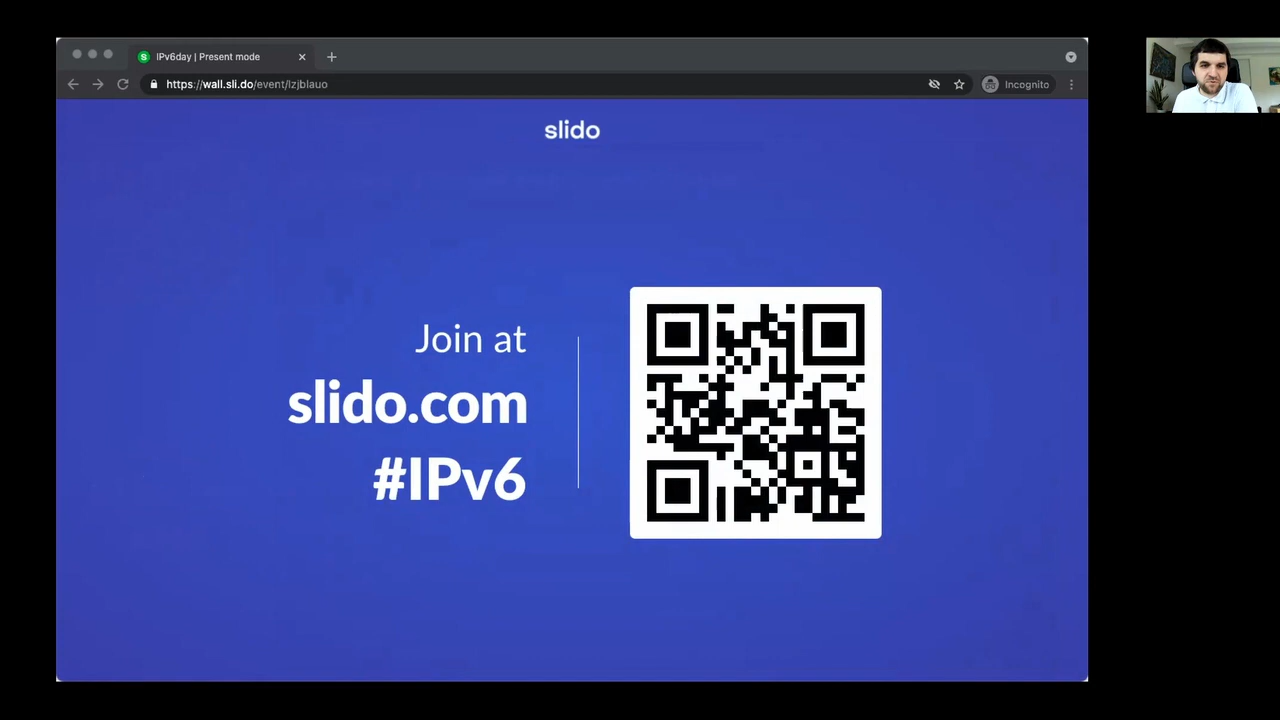 IPv6day | Present mode
https://wall.sli.do/event/lzjblauo
Incognito
slido
Join at
slido.com
#IPv6